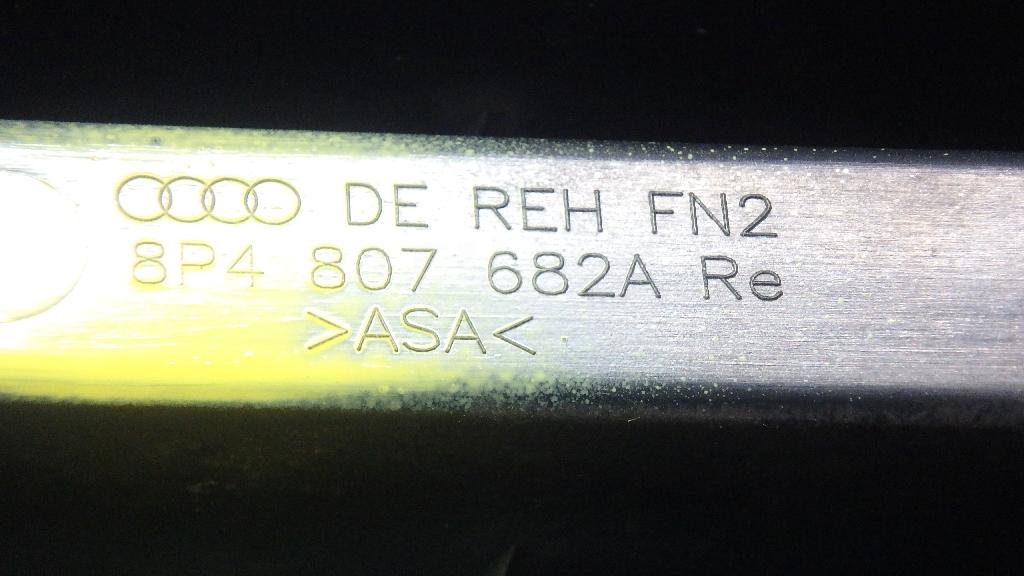 DE REH FN2
8P4 807 682A Re
>ASA<